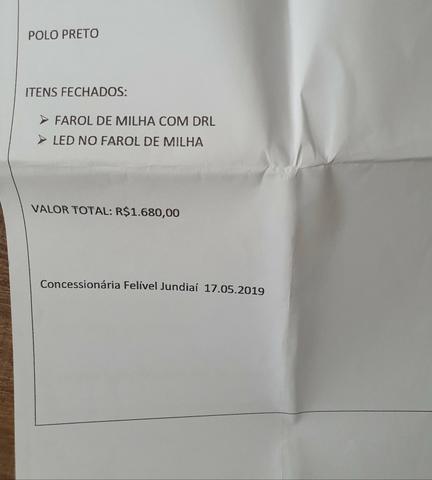 POLO PRETO
ITENS FECHADOS:
➢ FAROL DE MILHA COM DRL
➢ LED NO FAROL DE MILHA
VALOR TOTAL: R$1.680,00
Concessionária Felível Jundiaí 17.05.2019